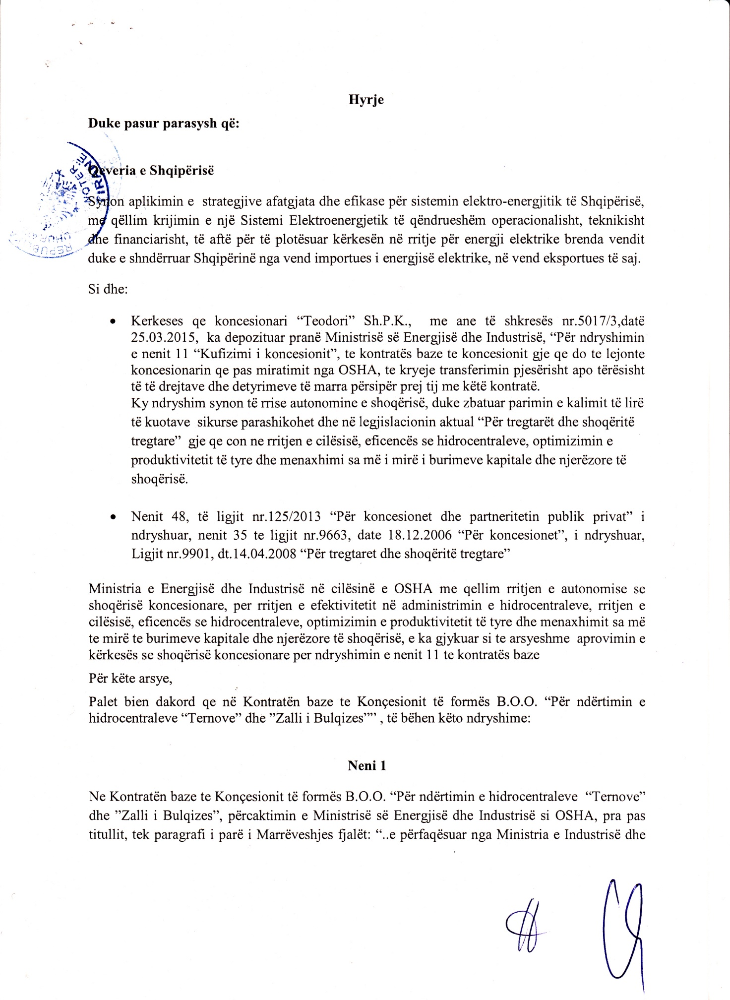 Hyrje
Duke pasur parasysh që:
Qeveria e Shqipërisë
Synon aplikimin e strategjive afatgjata dhe efikase për sistemin elektro-energjitik të Shqipërisë,
me qëllim krijimin e një Sistemi Elektroenergjetik të qëndrueshëm operacionalisht, teknikisht
dhe financiarisht, të aftë për të plotësuar kërkesën në rritje për energji elektrike brenda vendit
duke e shndërruar Shqipërinë nga vend importues i energjisë elektrike, në vend eksportues të saj.
Si dhe:
• Kerkeses qe koncesionari “Teodori” Sh.P.K., me ane të shkresës nr.5017/3,datë
25.03.2015, ka depozituar pranë Ministrisë së Energjisë dhe Industrisë, “Për ndryshimin
e nenit 11 “Kufizimi i koncesionit”, te kontratës baze te koncesionit gje qe do te lejonte
koncesionarin qe pas miratimit nga OSHA, te kryeje transferimin pjesërisht apo tërësisht
të të drejtave dhe detyrimeve të marra përsipër prej tij me këtë kontratë.
Ky ndryshim synon të rrise autonomine e shoqërisë, duke zbatuar parimin e kalimit të lirë
të kuotave sikurse parashikohet dhe në legjislacionin aktual “Për tregtarët dhe shoqëritë
tregtare” gje qe con ne rritjen e cilësisë, eficencës se hidrocentraleve, optimizimin e
produktivitetit të tyre dhe menaxhimi sa më i mirë i burimeve kapitale dhe njerëzore të
shoqërisë.
• Nenit 48, të ligjit nr.125/2013 “Për koncesionet dhe partneritetin publik privat” i
ndryshuar, nenit 35 te ligjit nr.9663, date 18.12.2006 “Për koncesionet”, i ndryshuar,
Ligjit nr.9901, dt.14.04.2008 “Për tregtaret dhe shoqëritë tregtare”
Ministria e Energjisë dhe Industrisë në cilësinë e OSHA me qellim rritjen e autonomise se
shoqërisë koncesionare, per rritjen e efektivitetit në administrimin e hidrocentraleve, rritjen e
cilësisë, eficencës se hidrocentraleve, optimizimin e produktivitetit të tyre dhe menaxhimit sa më
te mirë te burimeve kapitale dhe njerëzore të shoqërisë, e ka gjykuar si te arsyeshme aprovimin e
kërkesës se shoqërisë koncesionare per ndryshimin e nenit 11 te kontratës baze
Për këte arsye,
Palet bien dakord qe në Kontratën baze te Konçesionit të formës B.O.O. “Për ndërtimin e
hidrocentraleve “Ternove” dhe ”Zalli i Bulqizes”” , të bëhen këto ndryshime:
Neni 1
Ne Kontratën baze te Konçesionit të formës B.O.O. “Për ndërtimin e hidrocentraleve “Ternove”
dhe ”Zalli i Bulqizes”, përcaktimin e Ministrisë së Energjisë dhe Industrisë si OSHA, pra pas
titullit, tek paragrafi i parë i Marrëveshjes fjalët: “..e përfaqësuar nga Ministria e Industrisë dhe